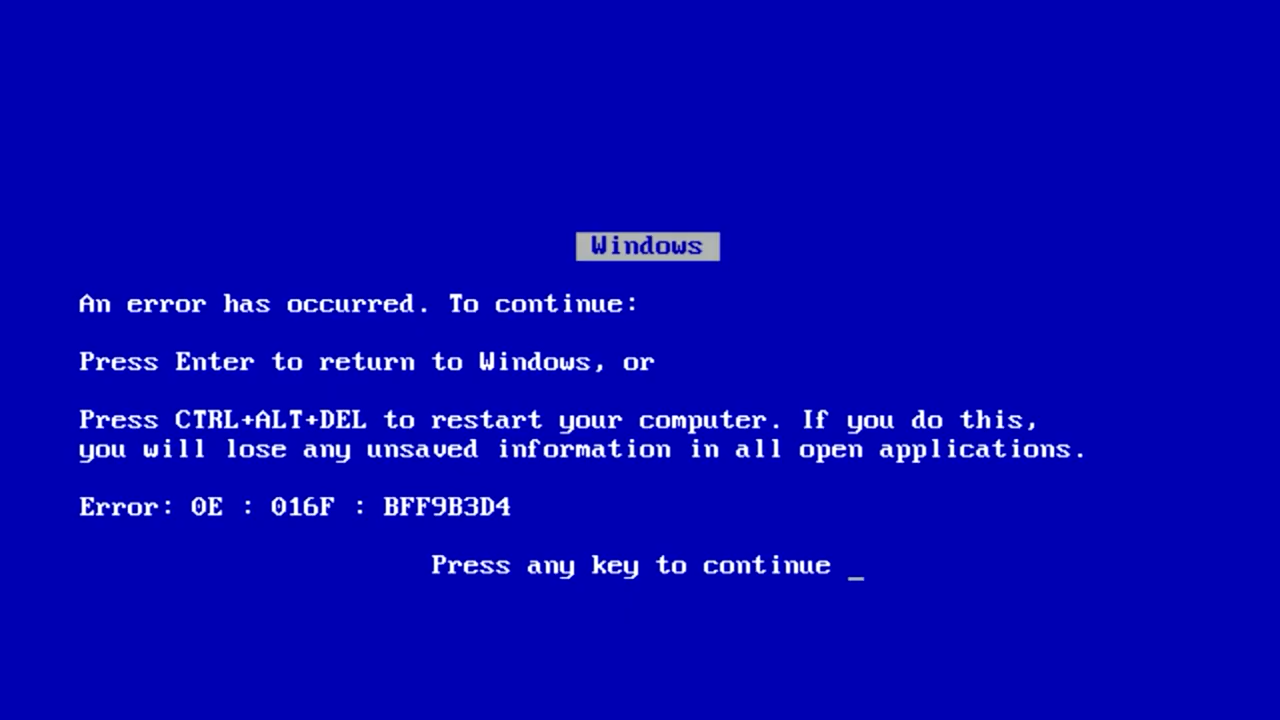 Windows
An error has occurred. To continue:
Press Enter to return to Windows, or
Press CTRL+ALT+DEL to restart your computer. If you do this,
you will lose any unsaved information in all open applications.
Error: 0E : 016F : BFF9B3D4
Press any key to continue _